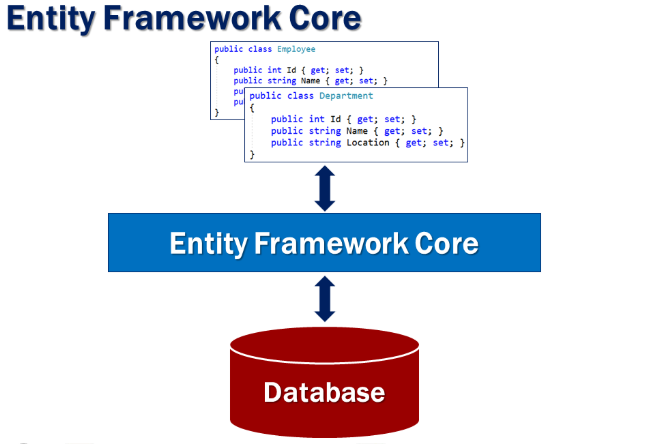 Entity Framework Core
public class Employee
{
public int Id { get; set; }
public string Name { get; set; }
pu
pu
}
public class Department
{
public int Id { get; set; }
public string Name { get; set; }
public string Location { get; set; }
}
Entity Framework Core
Database